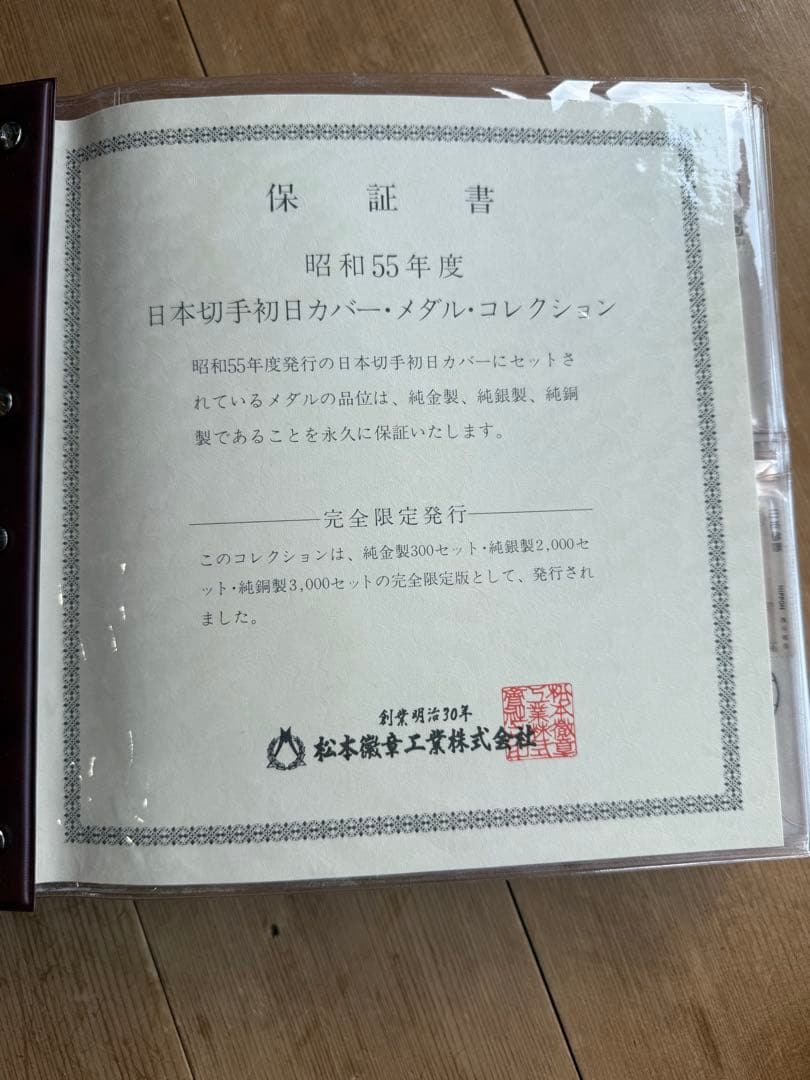 保証書
昭和55年度
日本切手初日カバー・メダル・コレクション
昭和55年度発行の日本切手初日カバーにセットさ
れているメダルの品位は、純金製、純銀製、純銅
製であることを永久に保証いたします。
完全限定発行
このコレクションは、純金製300セット・純銀製2,000セ
ット・純銅製3,000セットの完全限定版として、発行され
ました。
創業明治30年
松本徽章工業株式会社
NIPPON